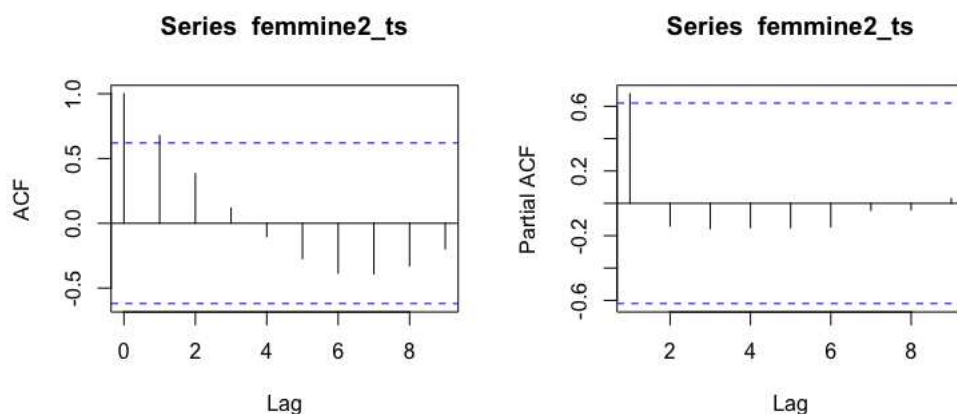 Series femmine2_ts
ACF
1.0
0.5
0.0
-0.5
0
2
4
6
8
Lag
Series femmine2_ts
Partial ACF
0.6
0.2
-0.2
-0.6
2
4
6
8
Lag